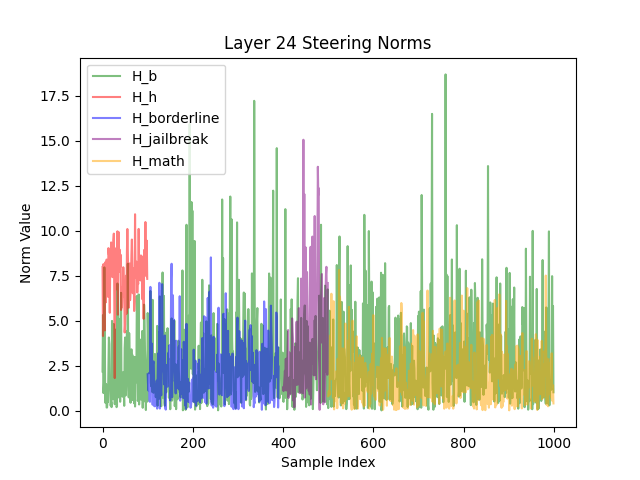 Layer 24 Steering Norms
H_b
H_h
H_borderline
H_jailbreak
H_math
Norm Value
17.5
15.0
12.5
10.0
7.5
5.0
2.5
0.0
0 200 400 600 800 1000
Sample Index